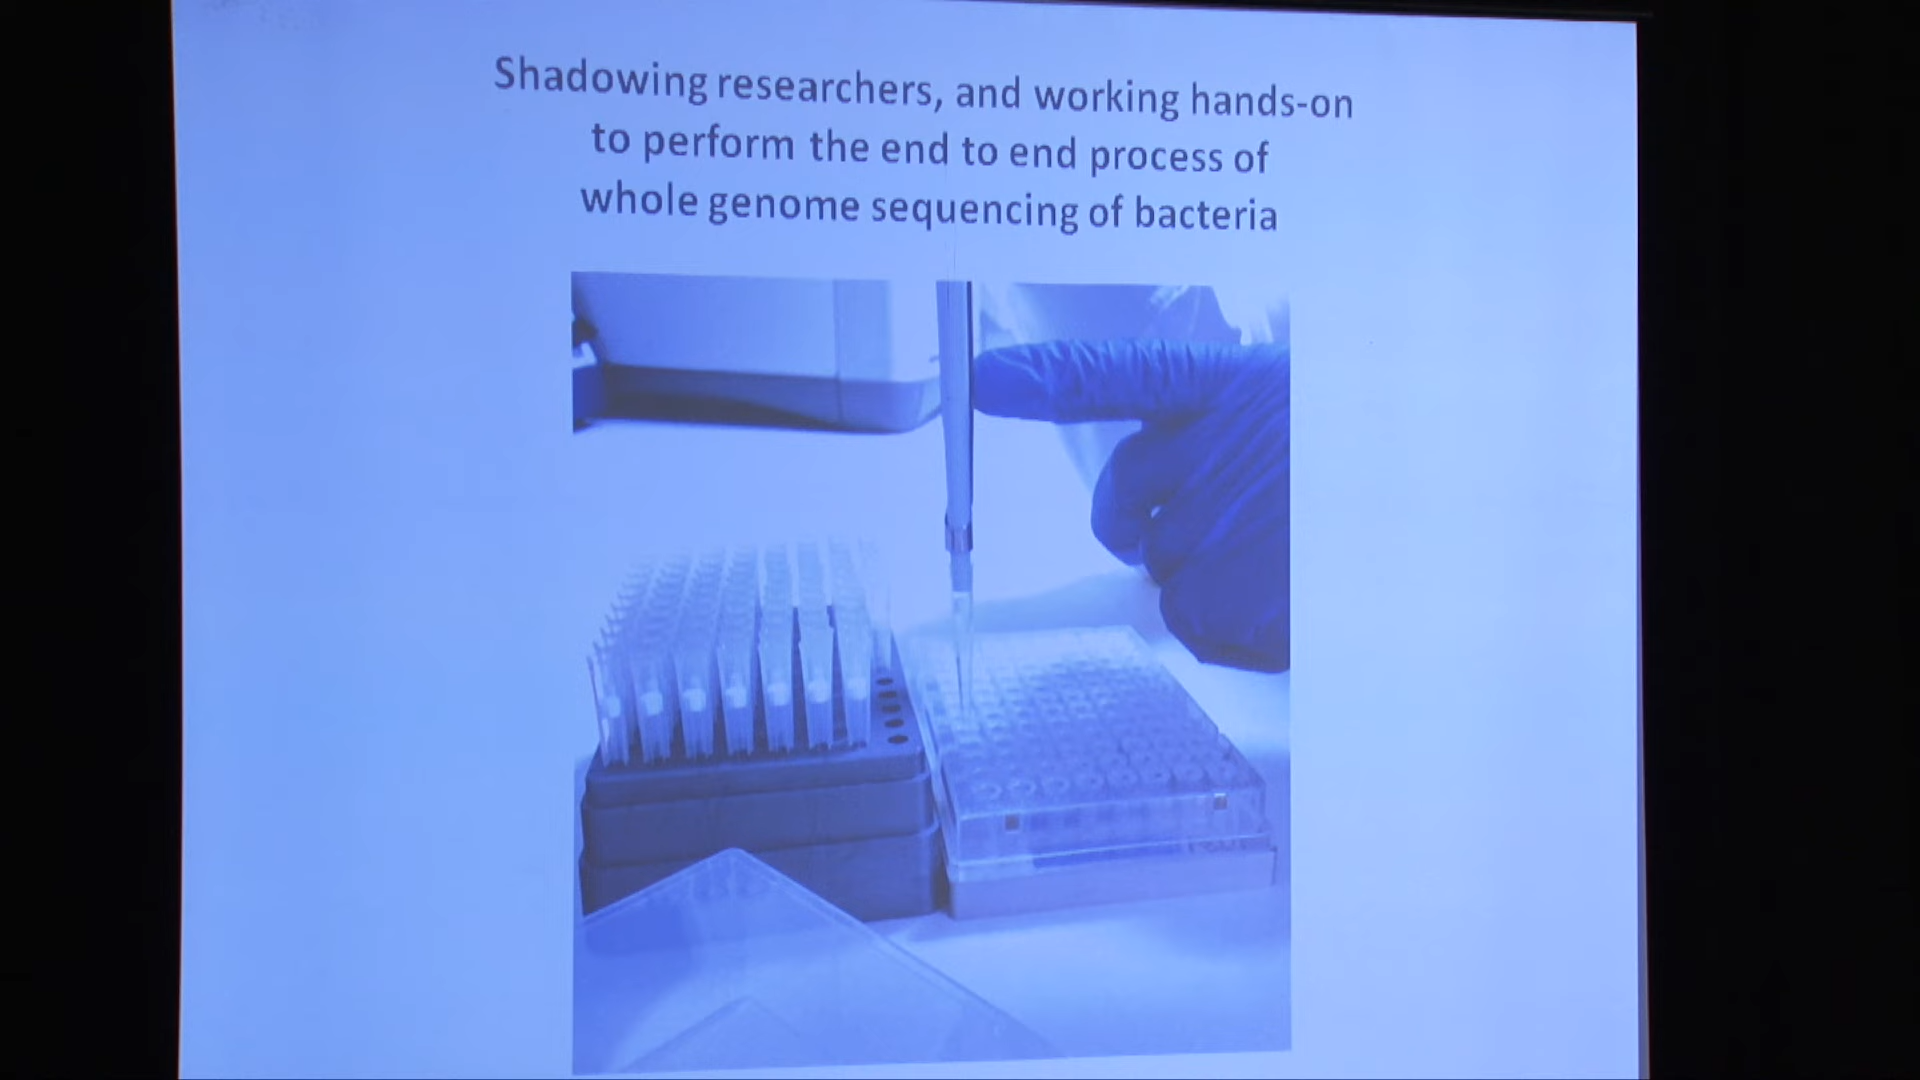 Shadowing researchers, and working hands-on
to perform the end to end process of
whole genome sequencing of bacteria